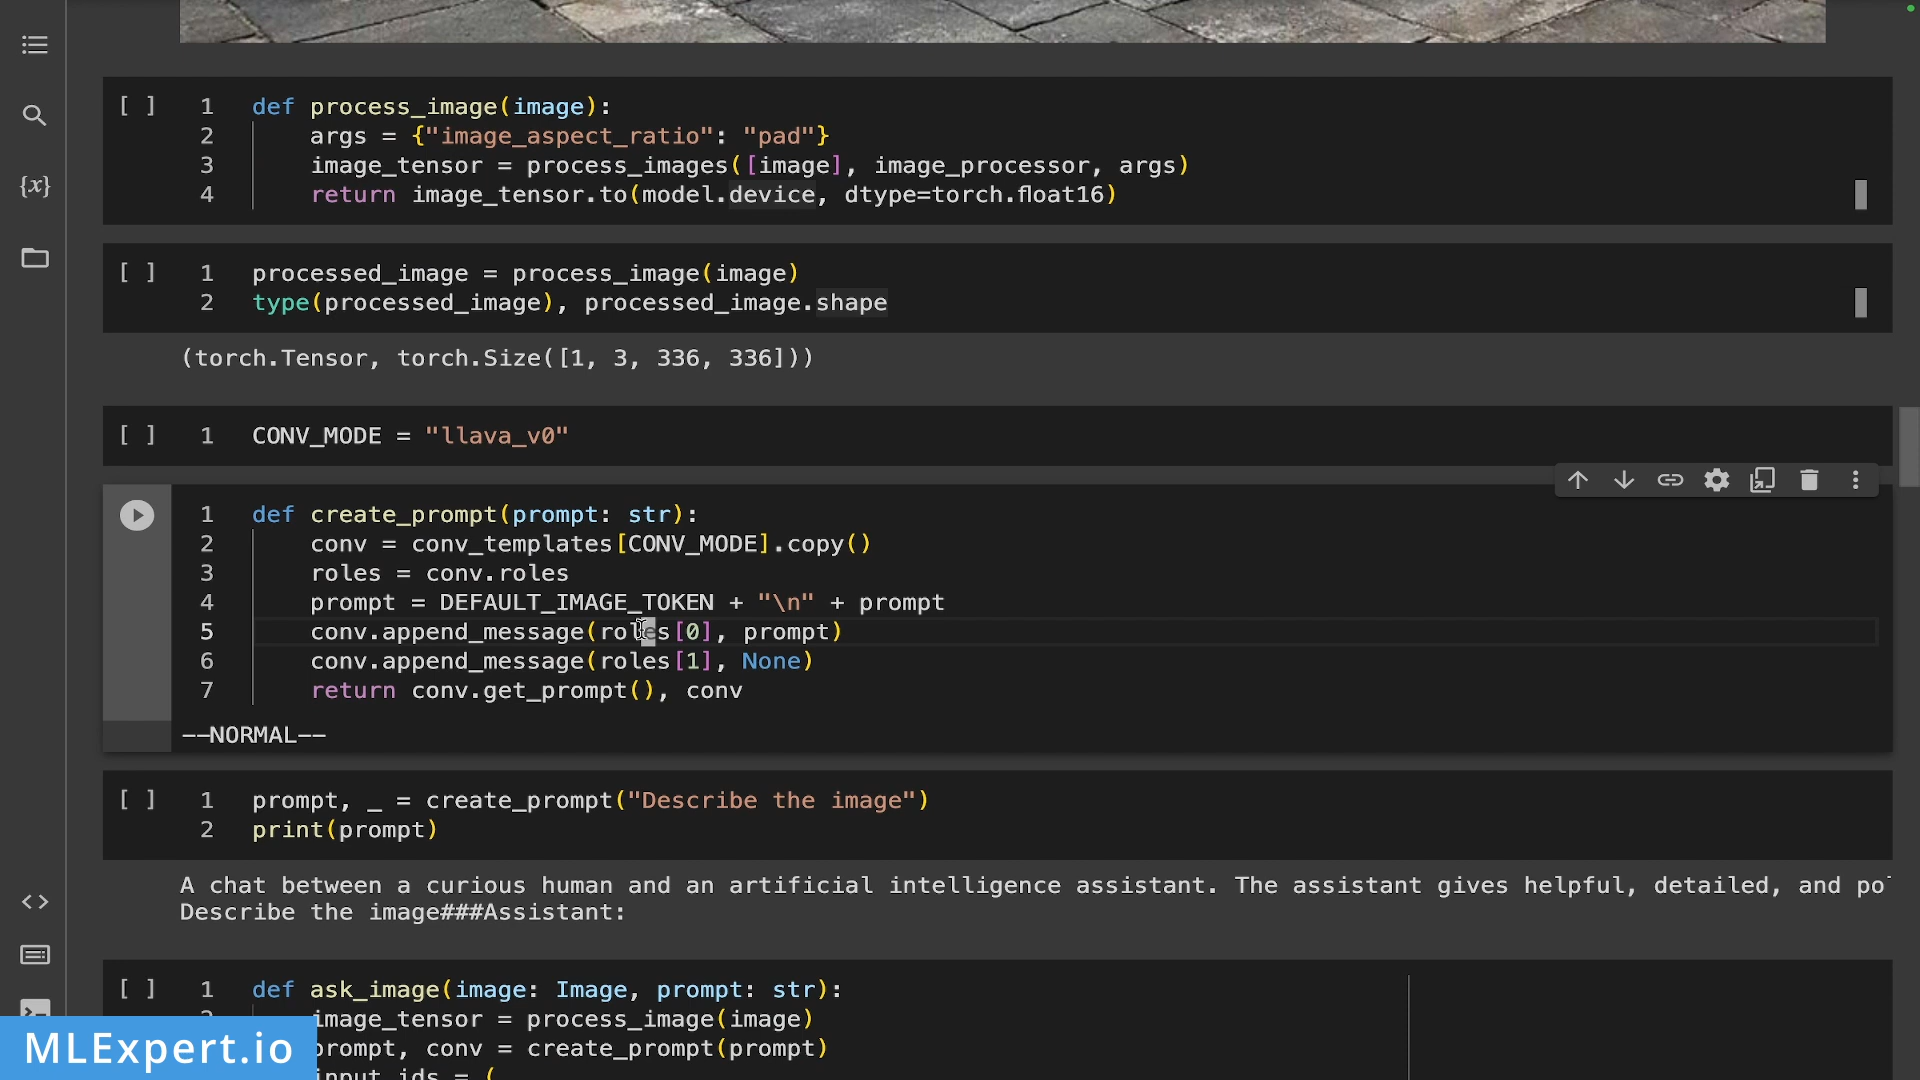 [ ] 1 def process_image(image):
2 args = {"image_aspect_ratio": "pad"}
3 image_tensor = process_images([image], image_processor, args)
4 return image_tensor.to(model.device, dtype=torch.float16)
[ ] 1 processed_image = process_image(image)
2 type(processed_image), processed_image.shape
(torch.Tensor, torch.Size([1, 3, 336, 336]))
[ ] 1 CONV_MODE = "llava_v0"
1 def create_prompt(prompt: str):
2 conv = conv_templates[CONV_MODE].copy()
3 roles = conv.roles
4 prompt = DEFAULT_IMAGE_TOKEN + "\n" + prompt
5 conv.append_message(roles[0], prompt)
6 conv.append_message(roles[1], None)
7 return conv.get_prompt(), conv
--NORMAL--
[ ] 1 prompt, _ = create_prompt("Describe the image")
2 print(prompt)
A chat between a curious human and an artificial intelligence assistant. The assistant gives helpful, detailed, and
Describe the image###Assistant:
[ ] 1 def ask_image(image: Image, prompt: str):
image_tensor = process_image(image)
prompt, conv = create_prompt(prompt)
input_ids = (
MLExpert.io